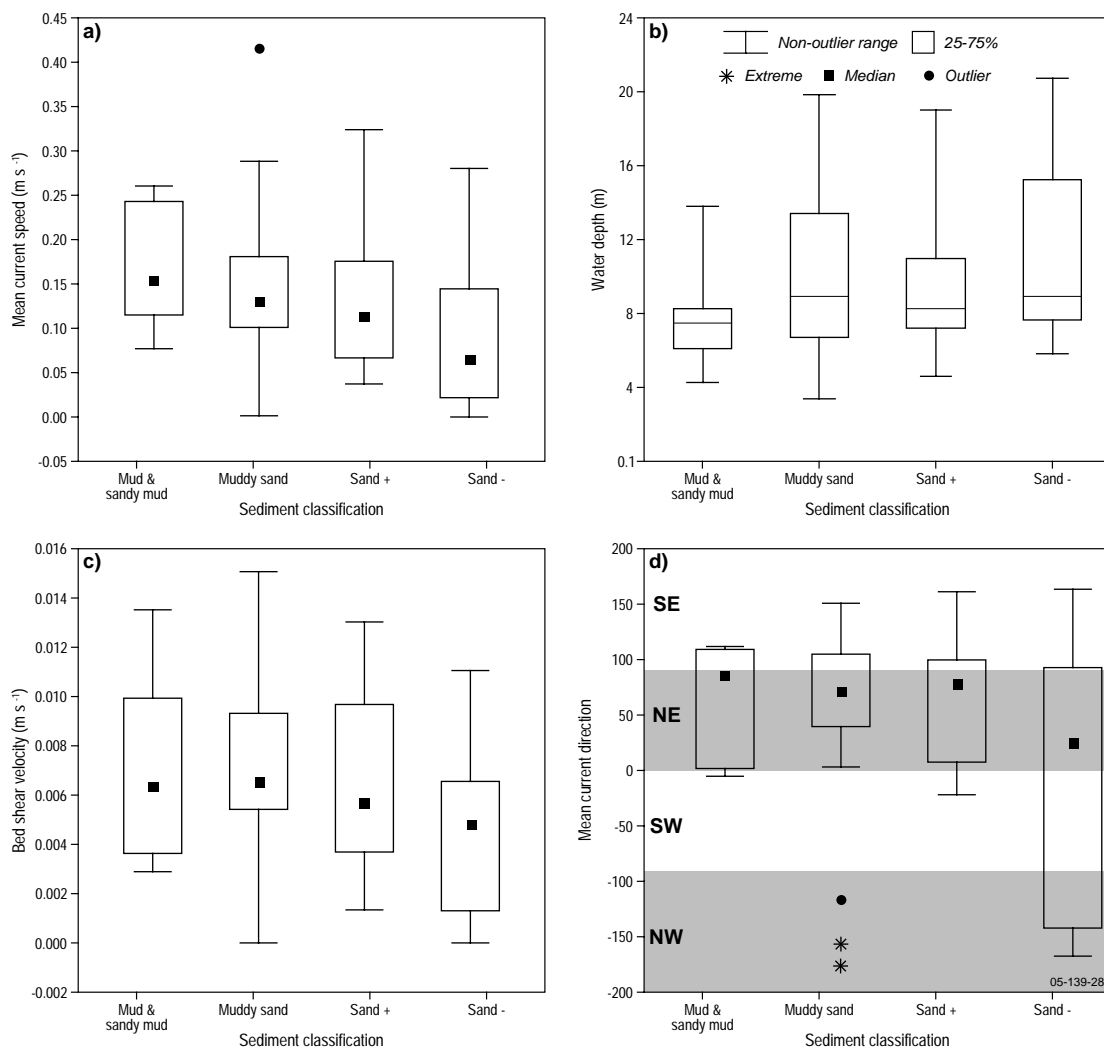 a)
0.45
0.40
0.35
0.30
0.25
0.20
0.15
0.10
0.05
0.00
-0.05
Mean current speed (m s -1)
Mud & sandy mud
Muddy sand
Sand +
Sand -
Sediment classification
b)
Non-outlier range
25-75%
Extreme
Median
Outlier
24
20
16
12
8
4
0.1
Water depth (m)
Mud & sandy mud
Muddy sand
Sand +
Sand -
Sediment classification
c)
0.016
0.014
0.012
0.010
0.008
0.006
0.004
0.002
0.000
-0.002
Bed shear velocity (m s -1)
Mud & sandy mud
Muddy sand
Sand +
Sand -
Sediment classification
d)
200
150
100
50
0
-50
-100
-150
-200
Mean current direction
SE
NE
SW
NW
05-139-28
Mud & sandy mud
Muddy sand
Sand +
Sand -
Sediment classification